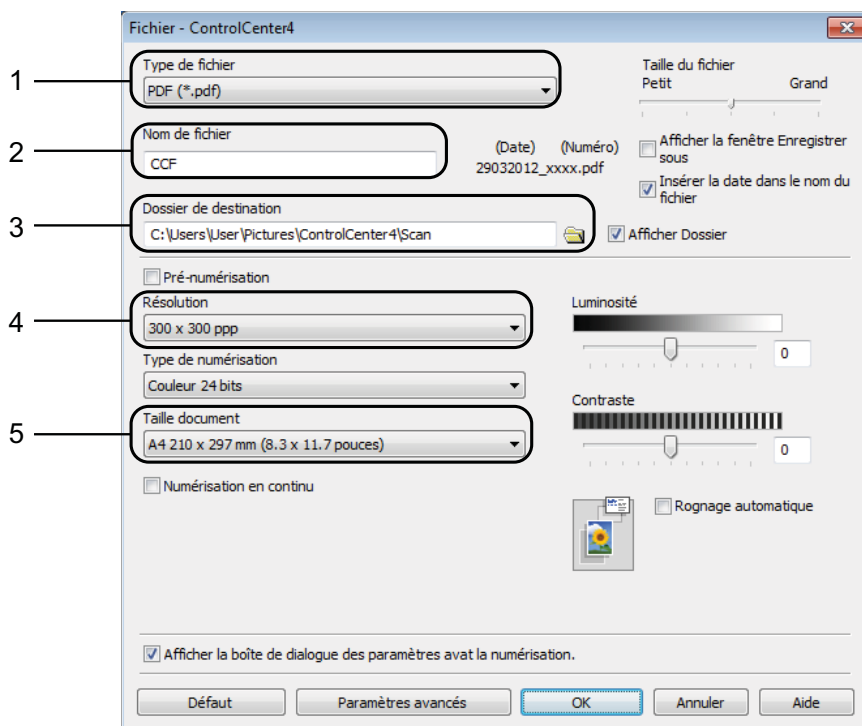 Fichier - ControlCenter4
1
Type de fichier
PDF (*.pdf)
Taille du fichier
Petit Grand
2
Nom de fichier
CCF
(Date) (Numéro)
29032012_xxxx.pdf
Afficher la fenêtre Enregistrer
sous
Insérer la date dans le nom du
fichier
3
Dossier de destination
C:\Users\User\Pictures\ControlCenter4\Scan
Afficher Dossier
Pré-numérisation
4
Résolution
300 x 300 ppp
Luminosité
0
Type de numérisation
Couleur 24 bits
Contraste
0
5
Taille document
A4 210 x 297 mm (8.3 x 11.7 pouces)
Numérisation en continu
Rognage automatique
Afficher la boîte de dialogue des paramètres avat la numérisation.
Défaut Paramètres avancés OK Annuler Aide